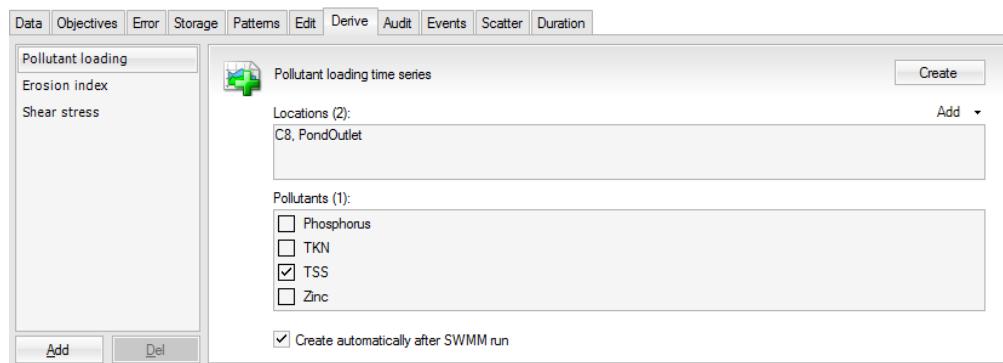 Data Objectives Error Storage Patterns Edit Derive Audit Events Scatter Duration
Pollutant loading
Erosion index
Shear stress
Add Del
Pollutant loading time series
Create
Locations (2):
Add
C8, PondOutlet
Pollutants (1):
Phosphorus
TKN
TSS
Zinc
Create automatically after SWMM run